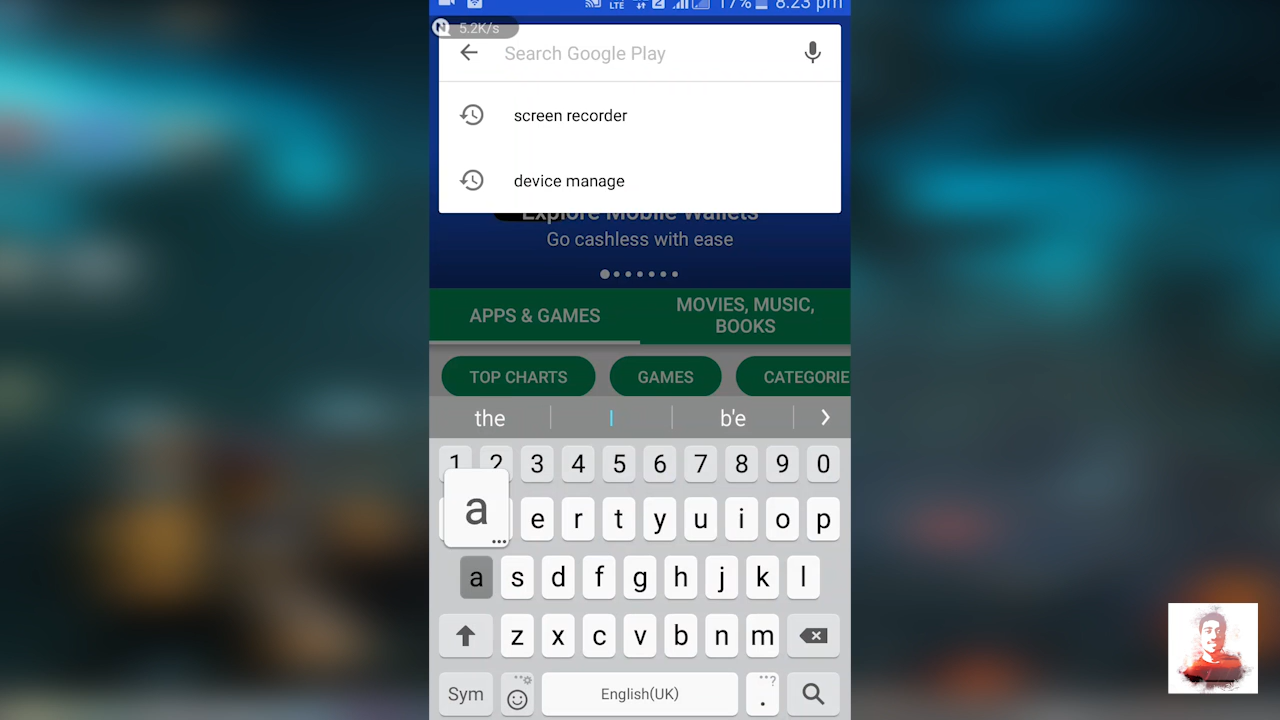 LTE 17% 8:23 pm
N 5.2K/s
Search Google Play
screen recorder
device manage
Explore Mobile Wallets
Go cashless with ease
APPS & GAMES
MOVIES, MUSIC,
BOOKS
TOP CHARTS
GAMES
CATEGORIE
the
I
b'e
1 2 3 4 5 6 7 8 9 0
a
e r t y u i o p
a s d f g h j k l
z x c v b n m
Sym
English(UK)
. ?